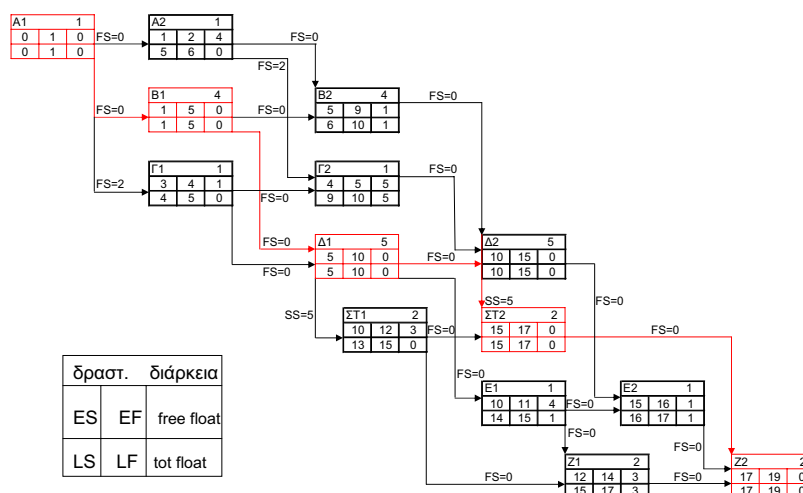 A1 1
0 1 0
0 1 0
FS=0
A2 1
1 2 4
5 6 0
FS=0
FS=2
B1 4
1 5 0
1 5 0
FS=0
FS=0
B2 4
5 9 1
6 10 1
FS=0
Γ1 1
3 4 1
4 5 0
FS=2
FS=0
Γ2 1
4 5 5
9 10 5
FS=0
Δ1 5
5 10 0
5 10 0
FS=0
FS=0
FS=0
Δ2 5
10 15 0
10 15 0
SS=5
ΣΤ1 2
10 12 3
13 15 0
FS=0
SS=5
ΣΤ2 2
15 17 0
15 17 0
FS=0
FS=0
E1 1
10 11 4
14 15 1
FS=0
FS=0
FS=0
E2 1
15 16 1
16 17 1
FS=0
Z1 2
12 14 3
15 17 3
FS=0
FS=0
Z2 2
17 19 0
17 19 0
δραστ. διάρκεια
ES EF free float
LS LF tot float